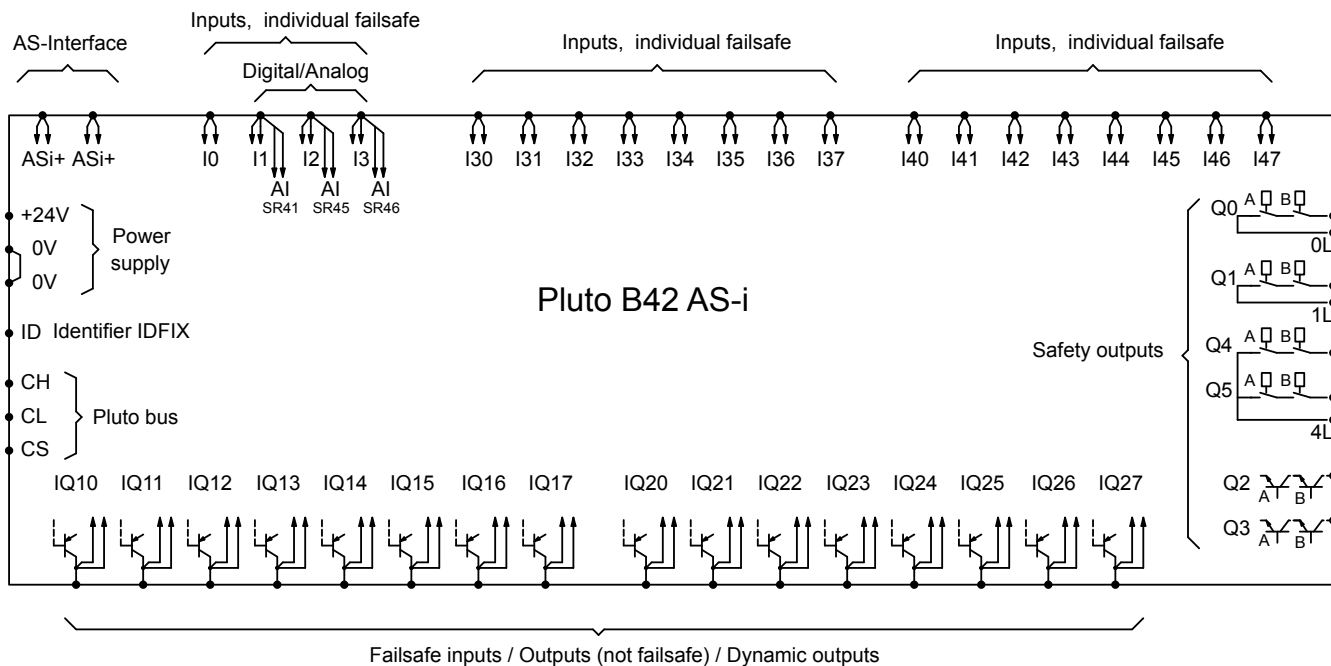 Inputs, individual failsafe
AS-Interface
Inputs, individual failsafe
Inputs, individual failsafe
Digital/Analog
ASi+ ASi+ I0 I1 I2 I3 I30 I31 I32 I33 I34 I35 I36 I37 I40 I41 I42 I43 I44 I45 I46 I47
AI AI AI
SR41 SR45 SR46
+24V
0V
0V
Power
supply
ID Identifier IDFIX
CH
CL
CS
Pluto bus
Pluto B42 AS-i
Safety outputs
Q0 A B
0L
Q1 A B
1L
Q4 A B
Q5 A B
4L
Q2 A B
Q3 A B
IQ10 IQ11 IQ12 IQ13 IQ14 IQ15 IQ16 IQ17 IQ20 IQ21 IQ22 IQ23 IQ24 IQ25 IQ26 IQ27
Failsafe inputs / Outputs (not failsafe) / Dynamic outputs